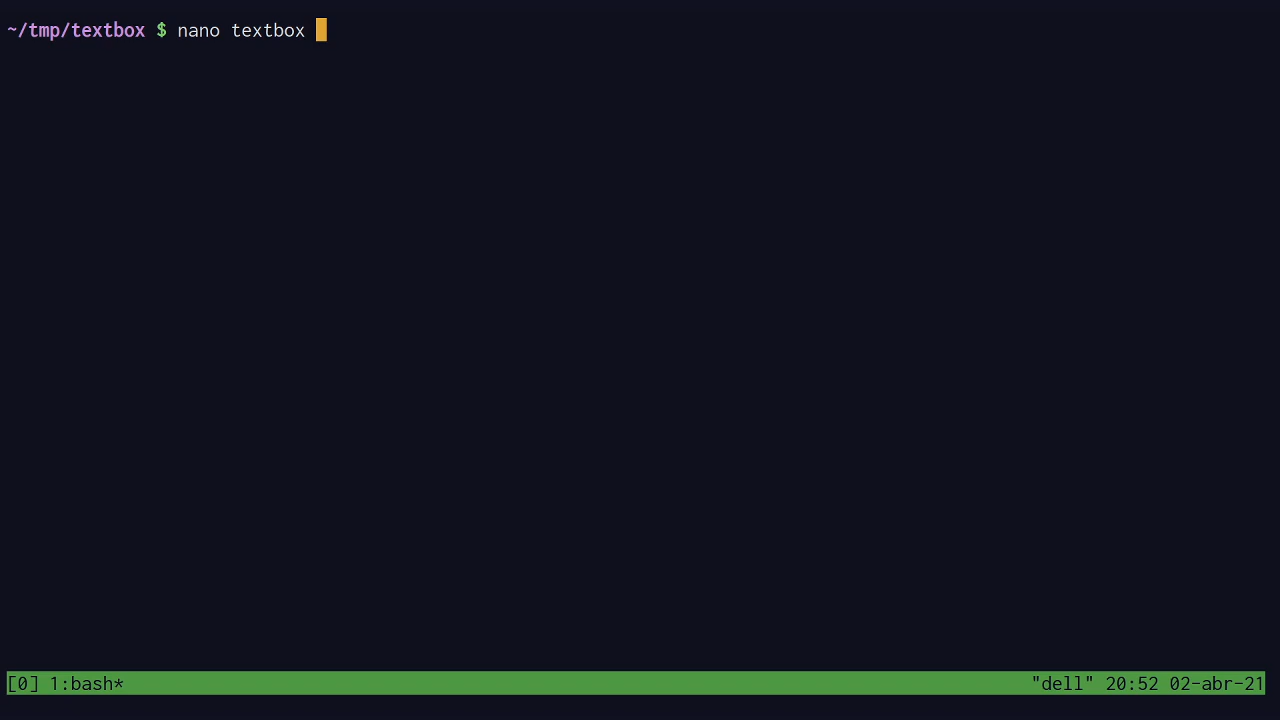 ~/tmp/textbox $ nano textbox
[0] 1:bash* "dell" 20:52 02-abr-21